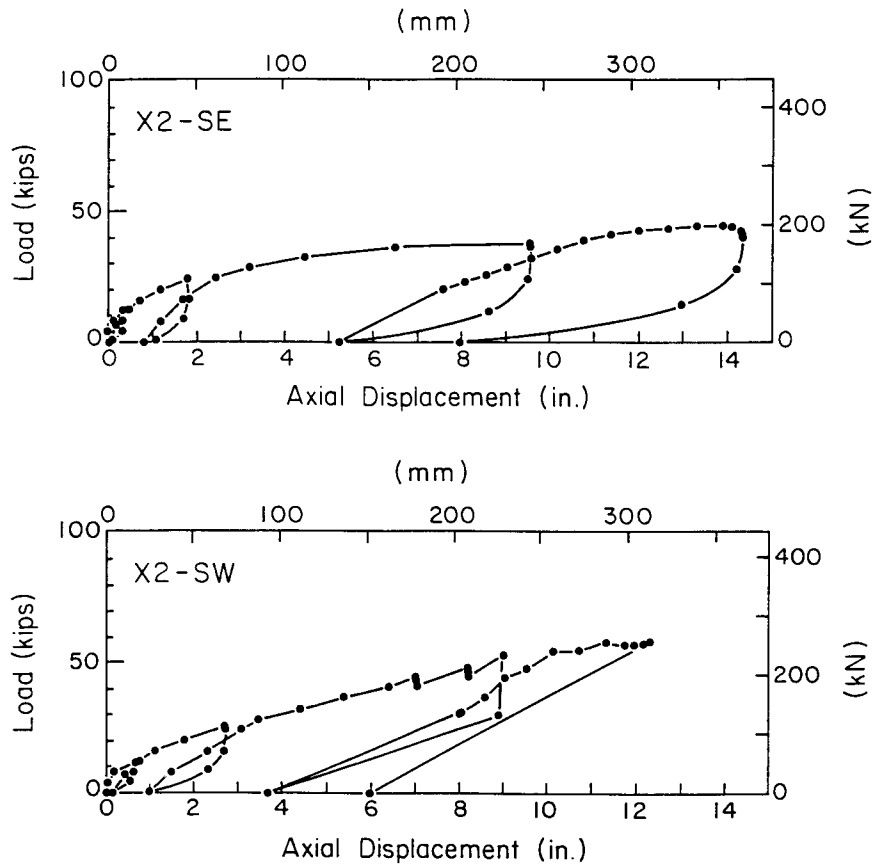 (mm)
0 100 200 300
100
50
0
Load (kips)
X2-SE
400
200
0
(kN)
0 2 4 6 8 10 12 14
Axial Displacement (in.)
(mm)
0 100 200 300
100
50
0
Load (kips)
X2-SW
400
200
0
(kN)
0 2 4 6 8 10 12 14
Axial Displacement (in.)